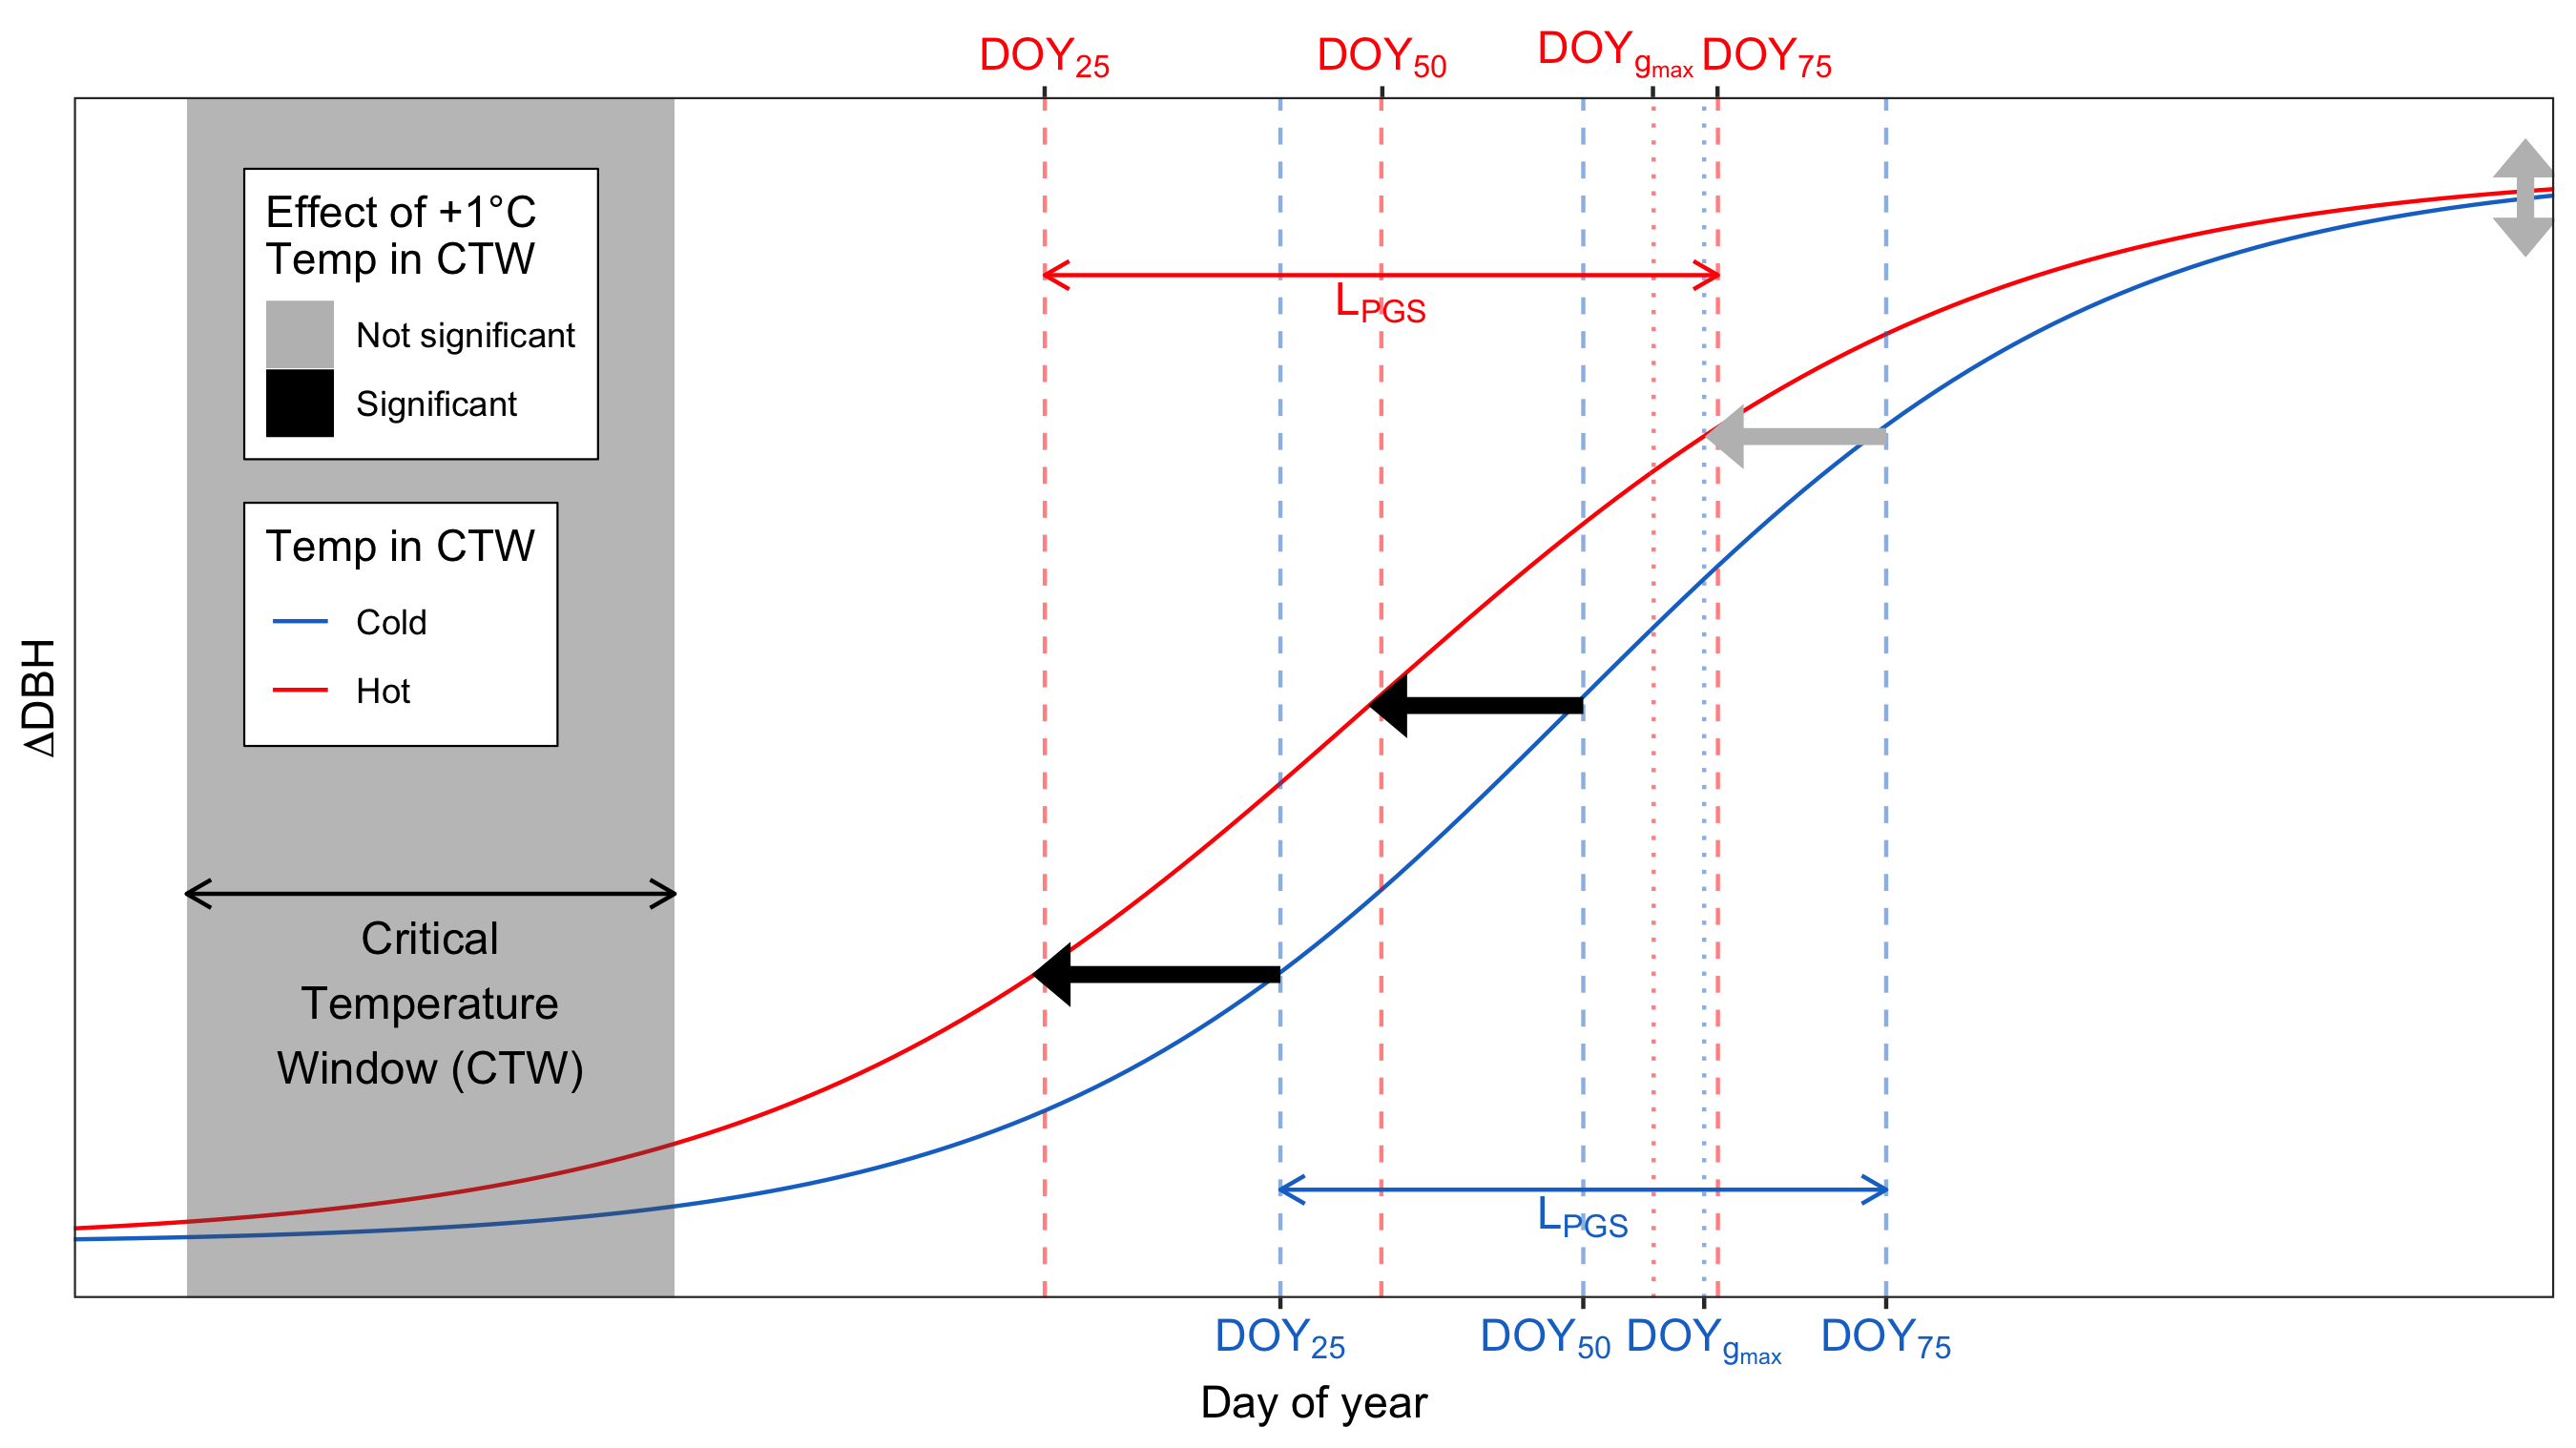 DOY25 DOY50 DOYgmax DOY75
Effect of +1°C
Temp in CTW
Not significant
Significant
LPGS
Temp in CTW
Cold
Hot
ΔDBH
Critical
Temperature
Window (CTW)
LPGS
DOY25 DOY50 DOYgmax DOY75
Day of year